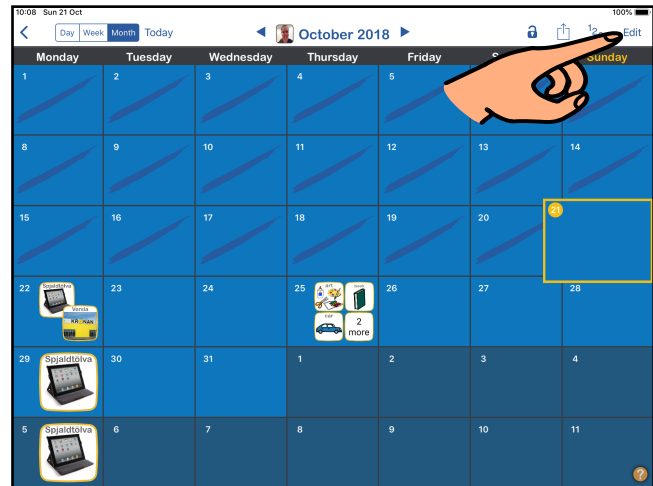 10:08 Sun 21 Oct 100%
Day Week Month Today October 2018 Edit
Monday Tuesday Wednesday Thursday Friday Sunday
1 2 3 4 5
8 9 10 11 12 13 14
15 16 17 18 19 20 21
22 Spjaldtölva Versla KRÓNAN 23 24 25 art car 2 more 26 27 28
29 Spjaldtölva 30 31 1 2 3 4
5 Spjaldtölva 6 7 8 9 10 11
?